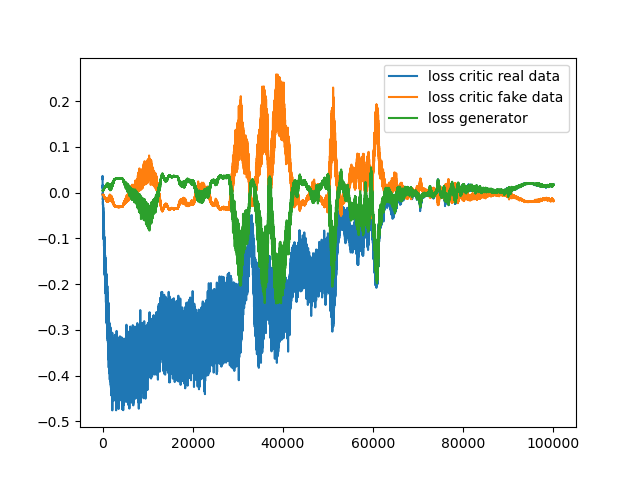 loss critic real data
loss critic fake data
loss generator
0.2
0.1
0.0
−0.1
−0.2
−0.3
−0.4
−0.5
0 20000 40000 60000 80000 100000